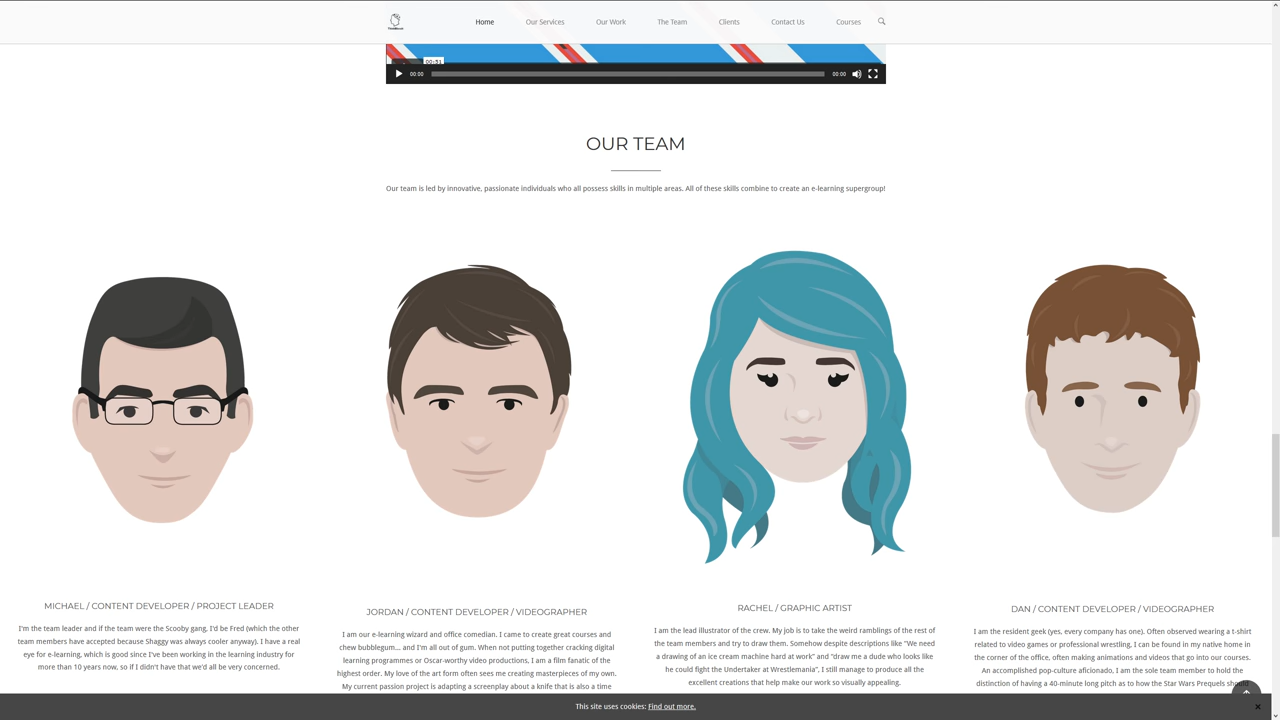 Home Our Services Our Work The Team Clients Contact Us Courses
00:51
00:00 00:00
OUR TEAM
Our team is led by innovative, passionate individuals who all possess skills in multiple areas. All of these skills combine to create an e-learning supergroup!
MICHAEL / CONTENT DEVELOPER / PROJECT LEADER
I'm the team leader and if the team were the Scooby gang, I'd be Fred (which the other
team members have accepted because Shaggy was always cooler anyway). I have a real
eye for e-learning, which is good since I've been working in the learning industry for
more than 10 years now, so if I didn't have that we'd all be very concerned.
JORDAN / CONTENT DEVELOPER / VIDEOGRAPHER
I am our e-learning wizard and office comedian. I came to create great courses and
chew bubblegum... and I'm all out of gum. When not putting together cracking digital
learning programmes or Oscar-worthy video productions, I am a film fanatic of the
highest order. My love of the art form often sees me creating masterpieces of my own.
My current passion project is adapting a screenplay about a knife that is also a time
RACHEL / GRAPHIC ARTIST
I am the lead illustrator of the crew. My job is to take the weird ramblings of the rest of
the team members and try to draw them. Somehow despite descriptions like "We need
a drawing of an ice cream machine hard at work" and "draw me a dude who looks like
he could fight the Undertaker at Wrestlemania", I still manage to produce all the
excellent creations that help make our work so visually appealing.
DAN / CONTENT DEVELOPER / VIDEOGRAPHER
I am the resident geek (yes, every company has one). Often observed wearing a t-shirt
related to video games or professional wrestling, I can be found in my native home in
the corner of the office, often making animations and videos that go into our courses.
An accomplished pop-culture aficionado, I am the sole team member to hold the
distinction of having a 40-minute long pitch as to how the Star Wars Prequels should
This site uses cookies: Find out more.